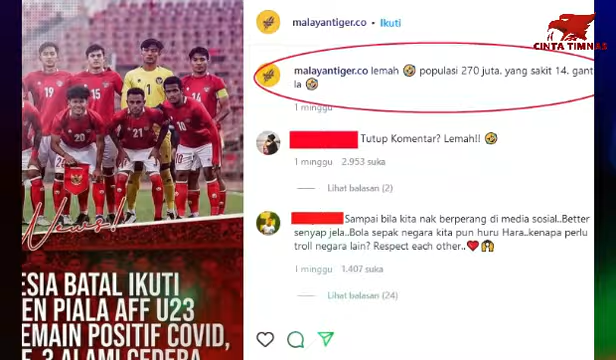 malayantiger.co • Ikuti
CINTA TIMNAS
malayantiger.co lemah 🤣 populasi 270 juta. yang sakit 14. gant
la 🤣
1 minggu
Tutup Komentar? Lemah!! 🤣
1 minggu 2.953 suka
Lihat balasan (2)
Sampai bila kita nak berperang di media sosial..Better
senyap jela..Bola sepak negara kita pun huru Hara..kenapa perlu
troll negara lain? Respect each other..❤️🙌
1 minggu 1.407 suka
Lihat balasan (24)
News!
ESIA BATAL IKUTI
EN PIALA AFF U23
EMAIN POSITIF COVID,
3 ALAMI CEDERA